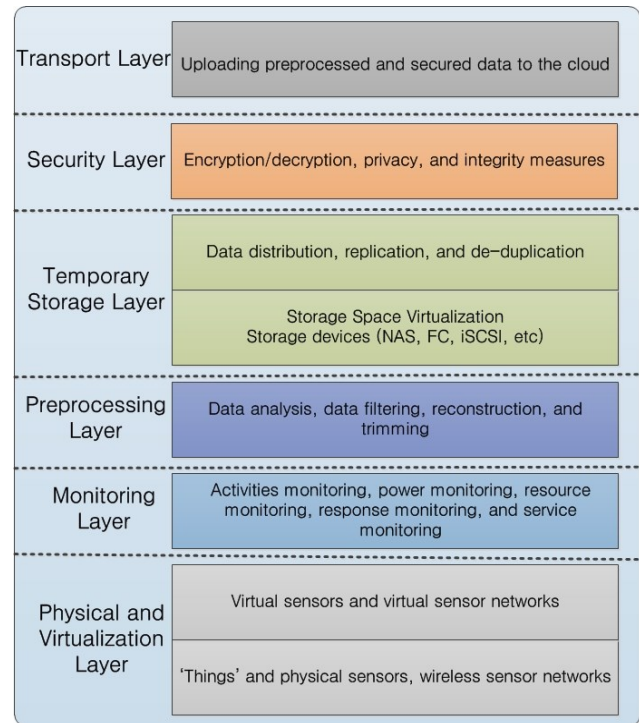 Transport Layer
Uploading preprocessed and secured data to the cloud
Security Layer
Encryption/decryption, privacy, and integrity measures
Temporary
Storage Layer
Data distribution, replication, and de-duplication
Storage Space Virtualization
Storage devices (NAS, FC, iSCSI, etc)
Preprocessing
Layer
Data analysis, data filtering, reconstruction, and
trimming
Monitoring
Layer
Activities monitoring, power monitoring, resource
monitoring, response monitoring, and service
monitoring
Physical and
Virtualization
Layer
Virtual sensors and virtual sensor networks
'Things' and physical sensors, wireless sensor networks